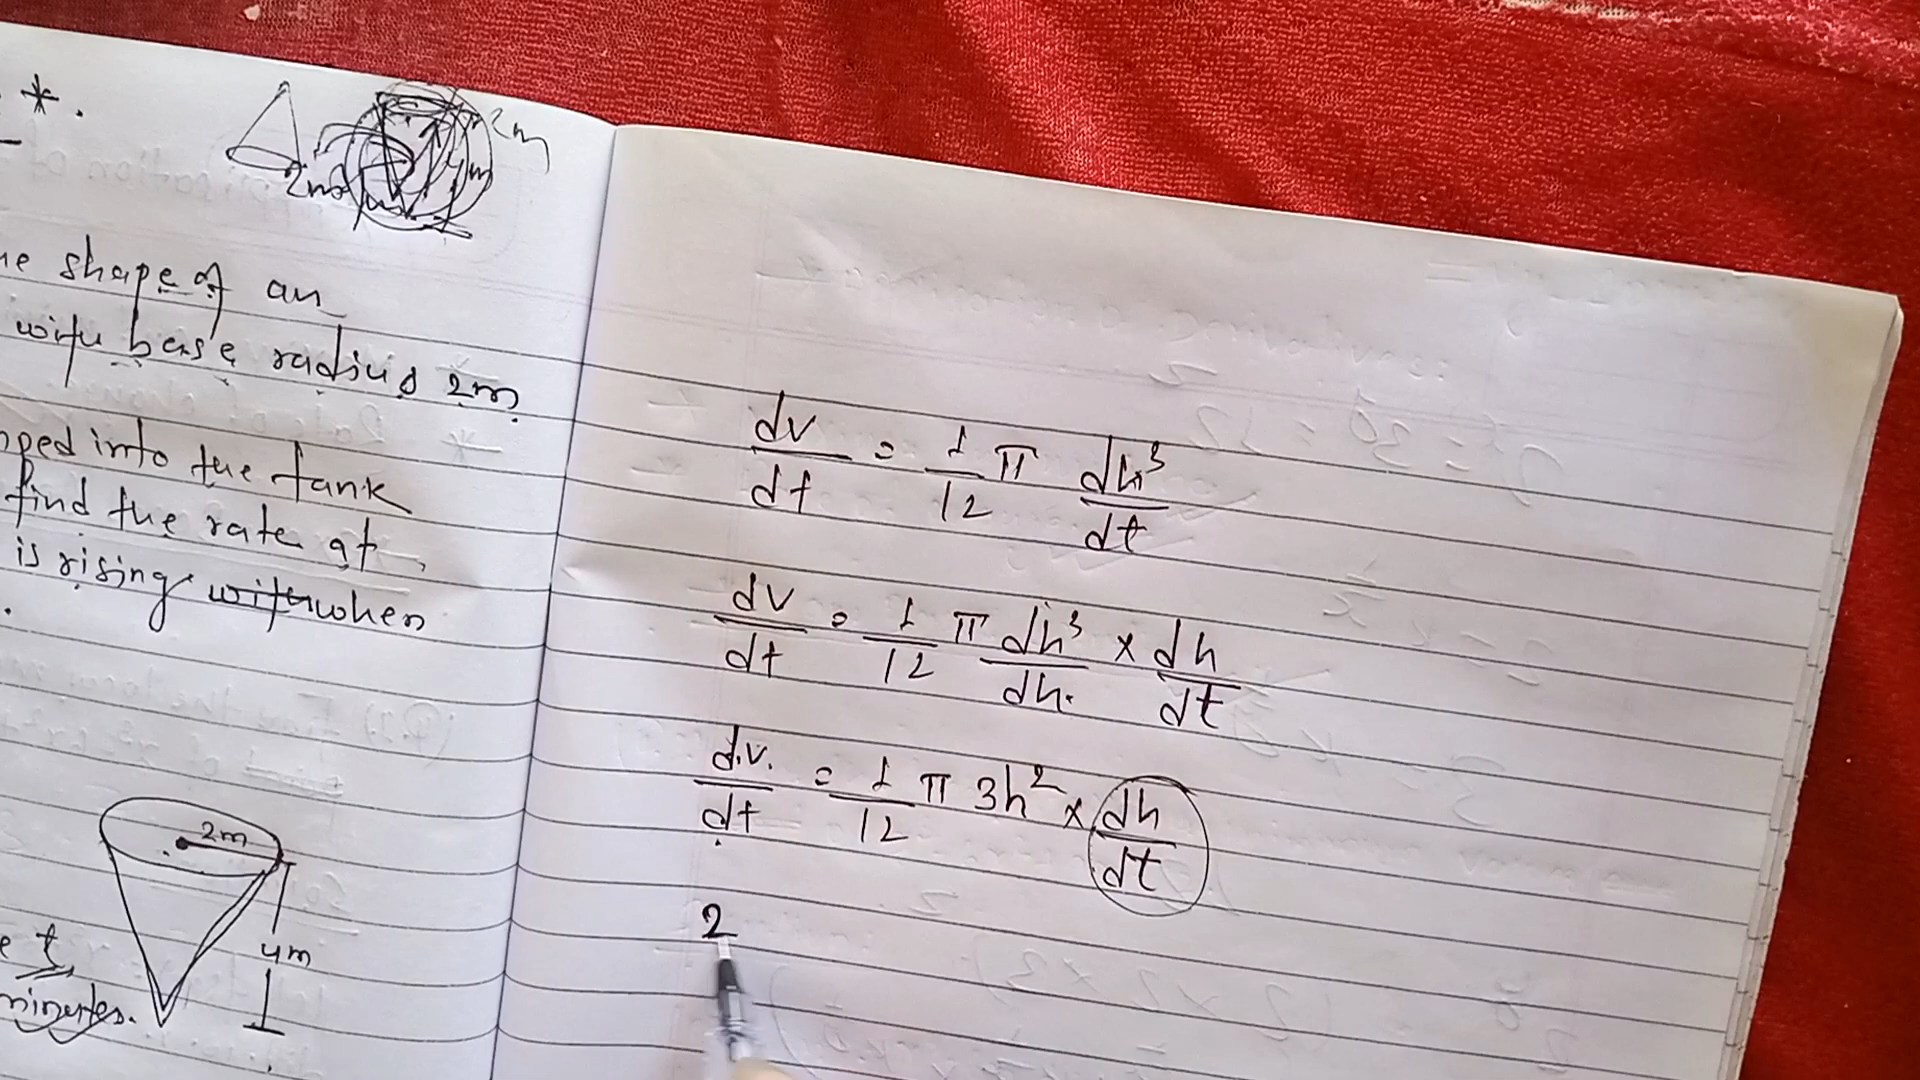 *.
2m
4m
2m
he shape of an
with base radius 2m
nped into the tank
find the rate at
is rising when
2m
4m
e t
minutes.
dv/dt = 1/12 π dh³/dt
dv/dt = 1/12 π dh³/dh. × dh/dt
d.v./dt = 1/12 π 3h² × dh/dt
2